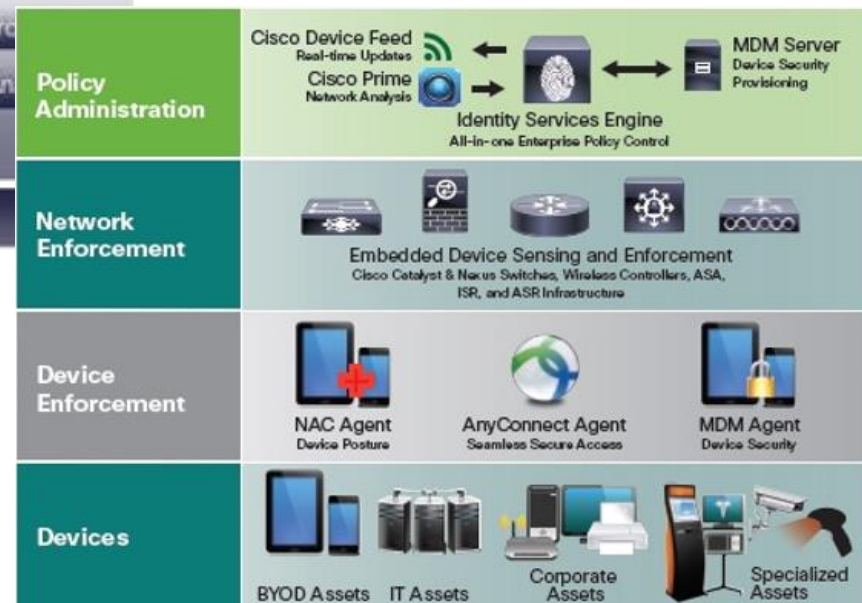 Policy
Administration
Cisco Device Feed
Real-time Updates
Cisco Prime
Network Analysis
MDM Server
Device Security
Provisioning
Identity Services Engine
All-in-one Enterprise Policy Control
Network
Enforcement
Embedded Device Sensing and Enforcement
Cisco Catalyst & Nexus Switches, Wireless Controllers, ASA,
ISR, and ASR Infrastructure
Device
Enforcement
NAC Agent
Device Posture
AnyConnect Agent
Seamless Secure Access
MDM Agent
Device Security
Devices
BYOD Assets
IT Assets
Corporate
Assets
Specialized
Assets